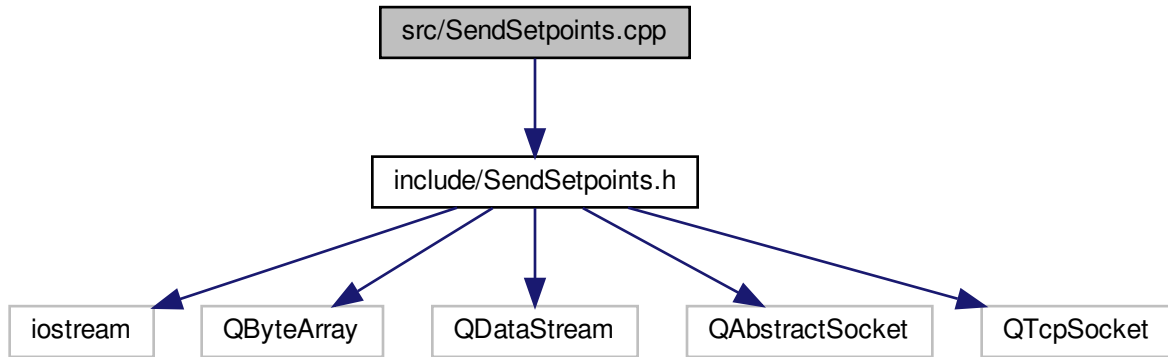 src/SendSetpoints.cpp
include/SendSetpoints.h
iostream
QByteArray
QDataStream
QAbstractSocket
QTcpSocket